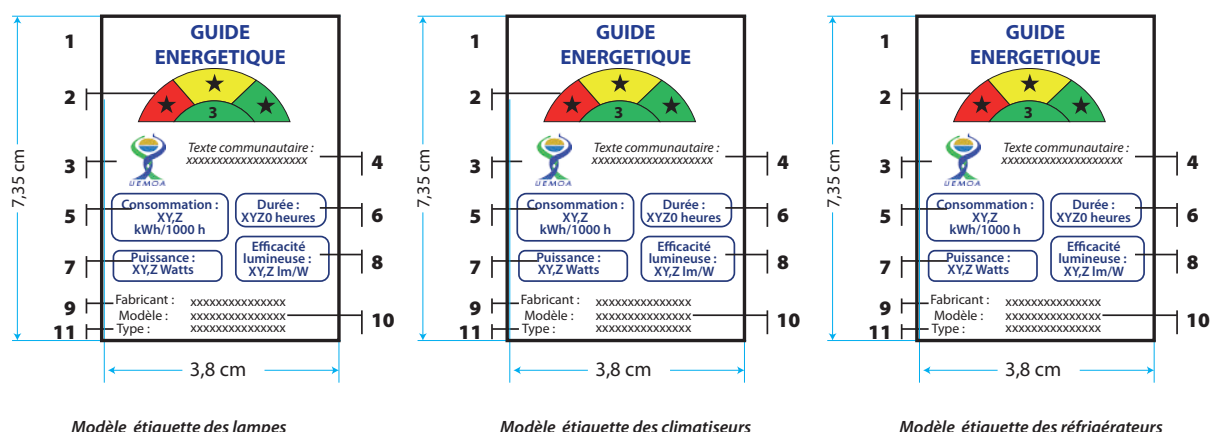 GUIDE
ENERGETIQUE
1
2
3
3
UEMOA
Texte communautaire :
xxxxxxxxxxxxxxxxxxxx
4
5
Consommation :
XY,Z
kWh/1000 h
Durée :
XYZ0 heures
6
7
Puissance :
XY,Z Watts
Efficacité
lumineuse :
XY,Z lm/W
8
9
Fabricant : xxxxxxxxxxxxxxx
Modèle : xxxxxxxxxxxxxxx
10
11
Type : xxxxxxxxxxxxxxx
7,35 cm
3,8 cm
Modèle étiquette des lampes
GUIDE
ENERGETIQUE
1
2
3
3
UEMOA
Texte communautaire :
xxxxxxxxxxxxxxxxxxxx
4
5
Consommation :
XY,Z
kWh/1000 h
Durée :
XYZ0 heures
6
7
Puissance :
XY,Z Watts
Efficacité
lumineuse :
XY,Z lm/W
8
9
Fabricant : xxxxxxxxxxxxxxx
Modèle : xxxxxxxxxxxxxxx
10
11
Type : xxxxxxxxxxxxxxx
7,35 cm
3,8 cm
Modèle étiquette des climatiseurs
GUIDE
ENERGETIQUE
1
2
3
3
UEMOA
Texte communautaire :
xxxxxxxxxxxxxxxxxxxx
4
5
Consommation :
XY,Z
kWh/1000 h
Durée :
XYZ0 heures
6
7
Puissance :
XY,Z Watts
Efficacité
lumineuse :
XY,Z lm/W
8
9
Fabricant : xxxxxxxxxxxxxxx
Modèle : xxxxxxxxxxxxxxx
10
11
Type : xxxxxxxxxxxxxxx
7,35 cm
3,8 cm
Modèle étiquette des réfrigérateurs